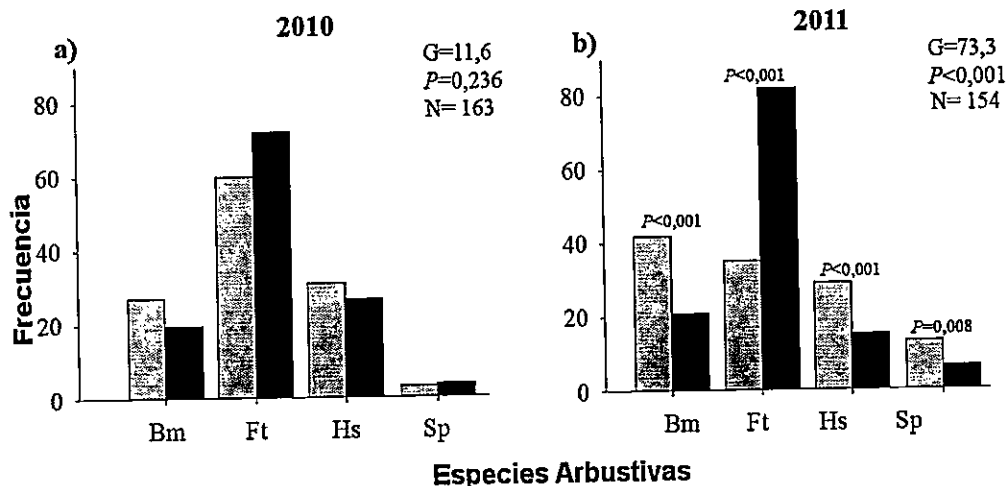 2010
a)
G=11,6
P=0,236
N= 163
80
60
40
20
0
Frecuencia
Bm Ft Hs Sp
2011
b)
G=73,3
P<0,001
N= 154
80
60
40
20
0
P<0,001
P<0,001
P<0,001
P=0,008
Bm Ft Hs Sp
Especies Arbustivas